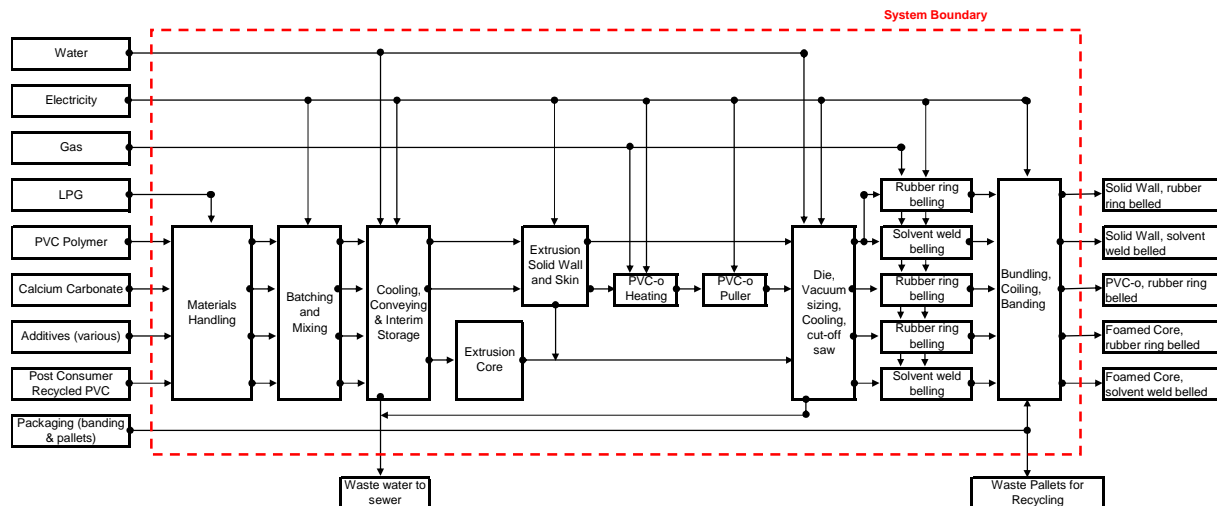 System Boundary
Water
Electricity
Gas
LPG
PVC Polymer
Calcium Carbonate
Additives (various)
Post Consumer
Recycled PVC
Packaging (banding
& pallets)
Materials
Handling
Batching
and
Mixing
Cooling,
Conveying
& Interim
Storage
Extrusion
Solid Wall
and Skin
Extrusion
Core
PVC-o
Heating
PVC-o
Puller
Die,
Vacuum
sizing,
Cooling,
cut-off
saw
Rubber ring
belling
Solvent weld
belling
Rubber ring
belling
Rubber ring
belling
Solvent weld
belling
Bundling,
Coiling,
Banding
Solid Wall, rubber
ring belled
Solid Wall, solvent
weld belled
PVC-o, rubber ring
belled
Foamed Core,
rubber ring belled
Foamed Core,
solvent weld belled
Waste water to
sewer
Waste Pallets for
Recycling